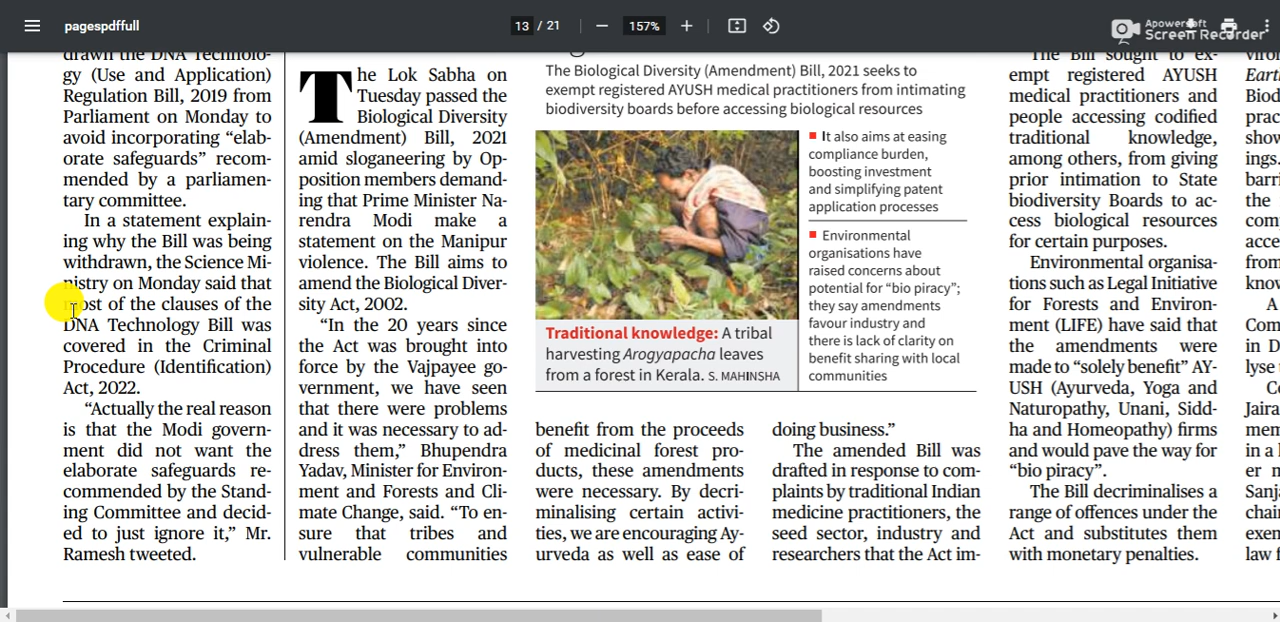 pagespdffull
13 / 21
157%
Apowersoft
Screen Recorder
drawn the DNA Technolo-
gy (Use and Application)
Regulation Bill, 2019 from
Parliament on Monday to
avoid incorporating “elab-
orate safeguards” recom-
mended by a parliamen-
tary committee.
In a statement explain-
ing why the Bill was being
withdrawn, the Science Mi-
nistry on Monday said that
most of the clauses of the
DNA Technology Bill was
covered in the Criminal
Procedure (Identification)
Act, 2022.
“Actually the real reason
is that the Modi govern-
ment did not want the
elaborate safeguards re-
commended by the Stand-
ing Committee and decid-
ed to just ignore it,” Mr.
Ramesh tweeted.
The Lok Sabha on
Tuesday passed the
Biological Diversity
(Amendment) Bill, 2021
amid sloganeering by Op-
position members demand-
ing that Prime Minister Na-
rendra Modi make a
statement on the Manipur
violence. The Bill aims to
amend the Biological Diver-
sity Act, 2002.
“In the 20 years since
the Act was brought into
force by the Vajpayee go-
vernment, we have seen
that there were problems
and it was necessary to ad-
dress them,” Bhupendra
Yadav, Minister for Environ-
ment and Forests and Cli-
mate Change, said. “To en-
sure that tribes and
vulnerable communities
The Biological Diversity (Amendment) Bill, 2021 seeks to
exempt registered AYUSH medical practitioners from intimating
biodiversity boards before accessing biological resources
It also aims at easing
compliance burden,
boosting investment
and simplifying patent
application processes
Environmental
organisations have
raised concerns about
potential for “bio piracy”;
they say amendments
favour industry and
there is lack of clarity on
benefit sharing with local
communities
Traditional knowledge: A tribal
harvesting Arogyapacha leaves
from a forest in Kerala. S. MAHINSHA
benefit from the proceeds
of medicinal forest pro-
ducts, these amendments
were necessary. By decri-
minalising certain activi-
ties, we are encouraging Ay-
urveda as well as ease of
doing business.”
The amended Bill was
drafted in response to com-
plaints by traditional Indian
medicine practitioners, the
seed sector, industry and
researchers that the Act im-
The Bill sought to ex-
empt registered AYUSH
medical practitioners and
people accessing codified
traditional knowledge,
among others, from giving
prior intimation to State
biodiversity Boards to ac-
cess biological resources
for certain purposes.
Environmental organisa-
tions such as Legal Initiative
for Forests and Environ-
ment (LIFE) have said that
the amendments were
made to “solely benefit” AY-
USH (Ayurveda, Yoga and
Naturopathy, Unani, Sidd-
ha and Homeopathy) firms
and would pave the way for
“bio piracy”.
The Bill decriminalises a
range of offences under the
Act and substitutes them
with monetary penalties.